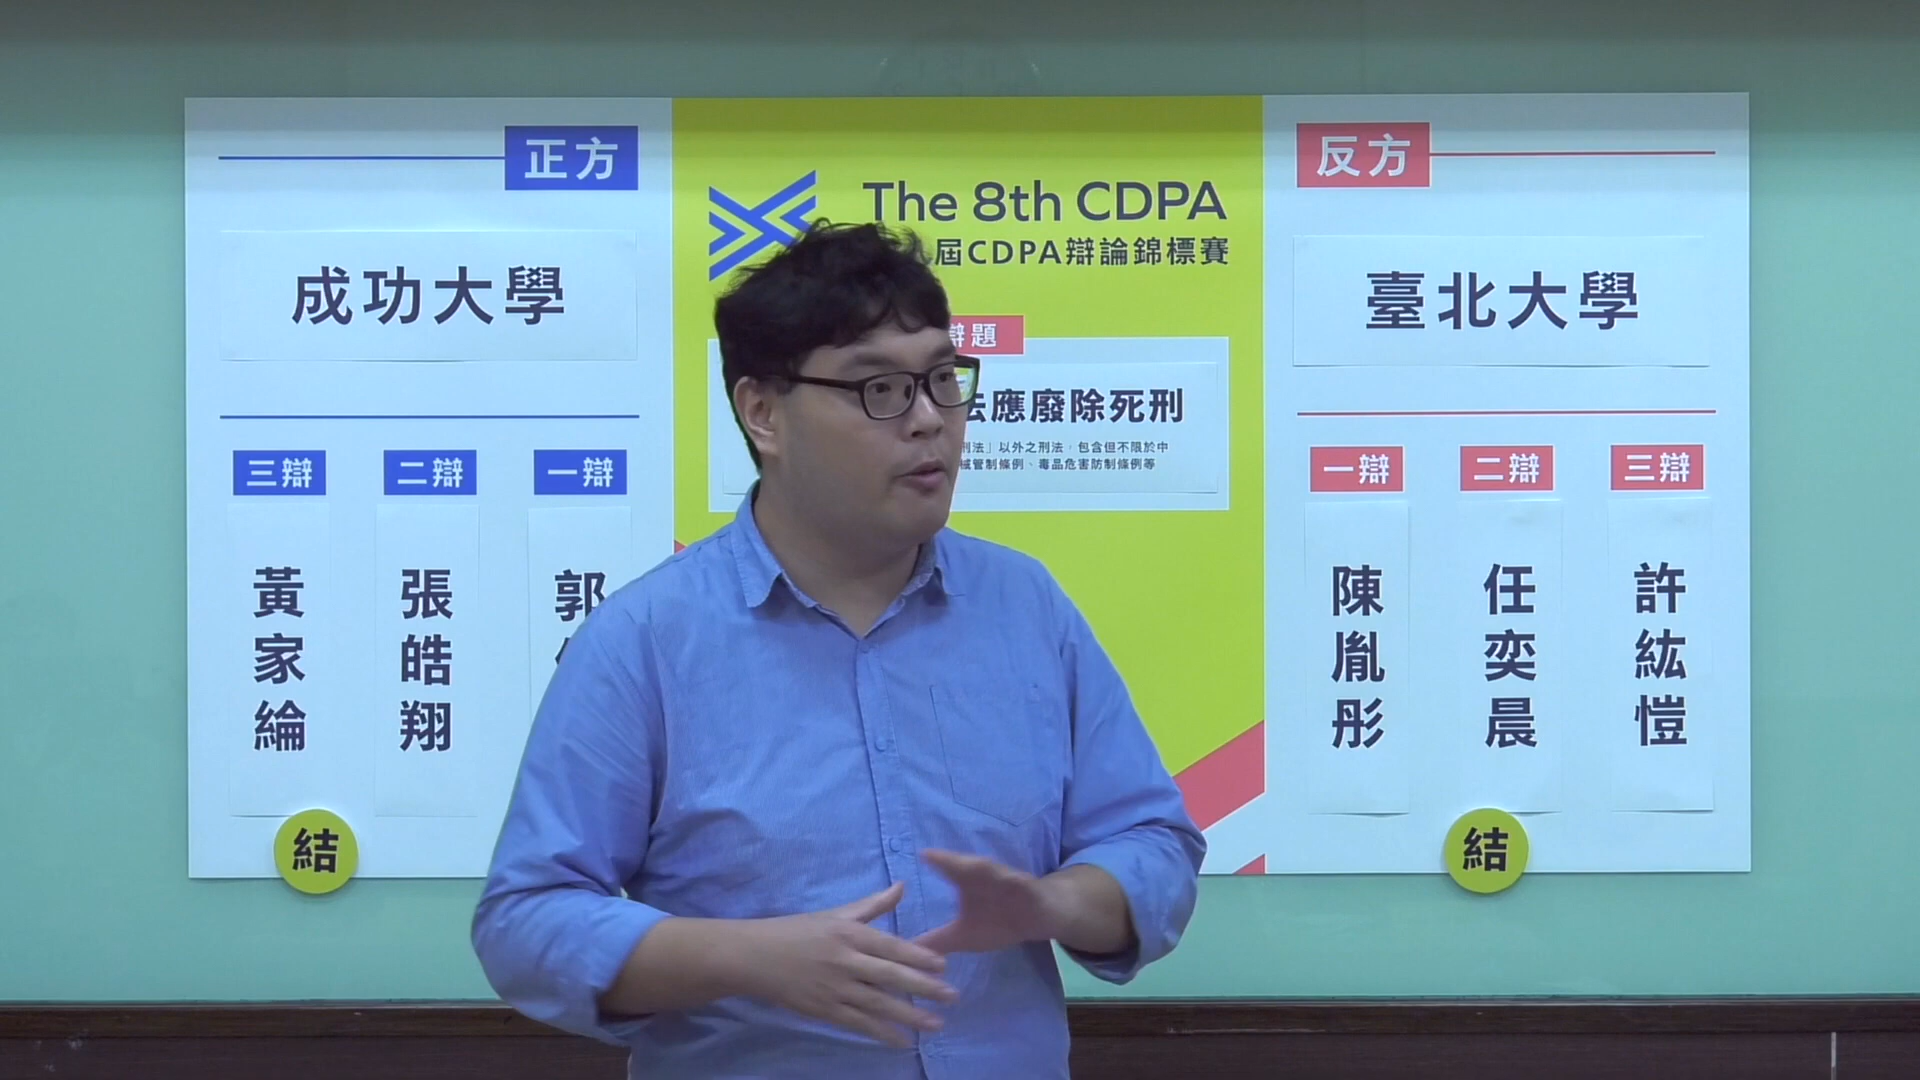 正方
成功大學
三辯
二辯
一辯
黃家綸
張皓翔
郭
結
The 8th CDPA
屆CDPA辯論錦標賽
辯題
法應廢除死刑
刑法」以外之刑法,包含但不限於中
械管制條例、毒品危害防制條例等
反方
臺北大學
一辯
二辯
三辯
陳胤彤
任奕晨
許紘愷
結